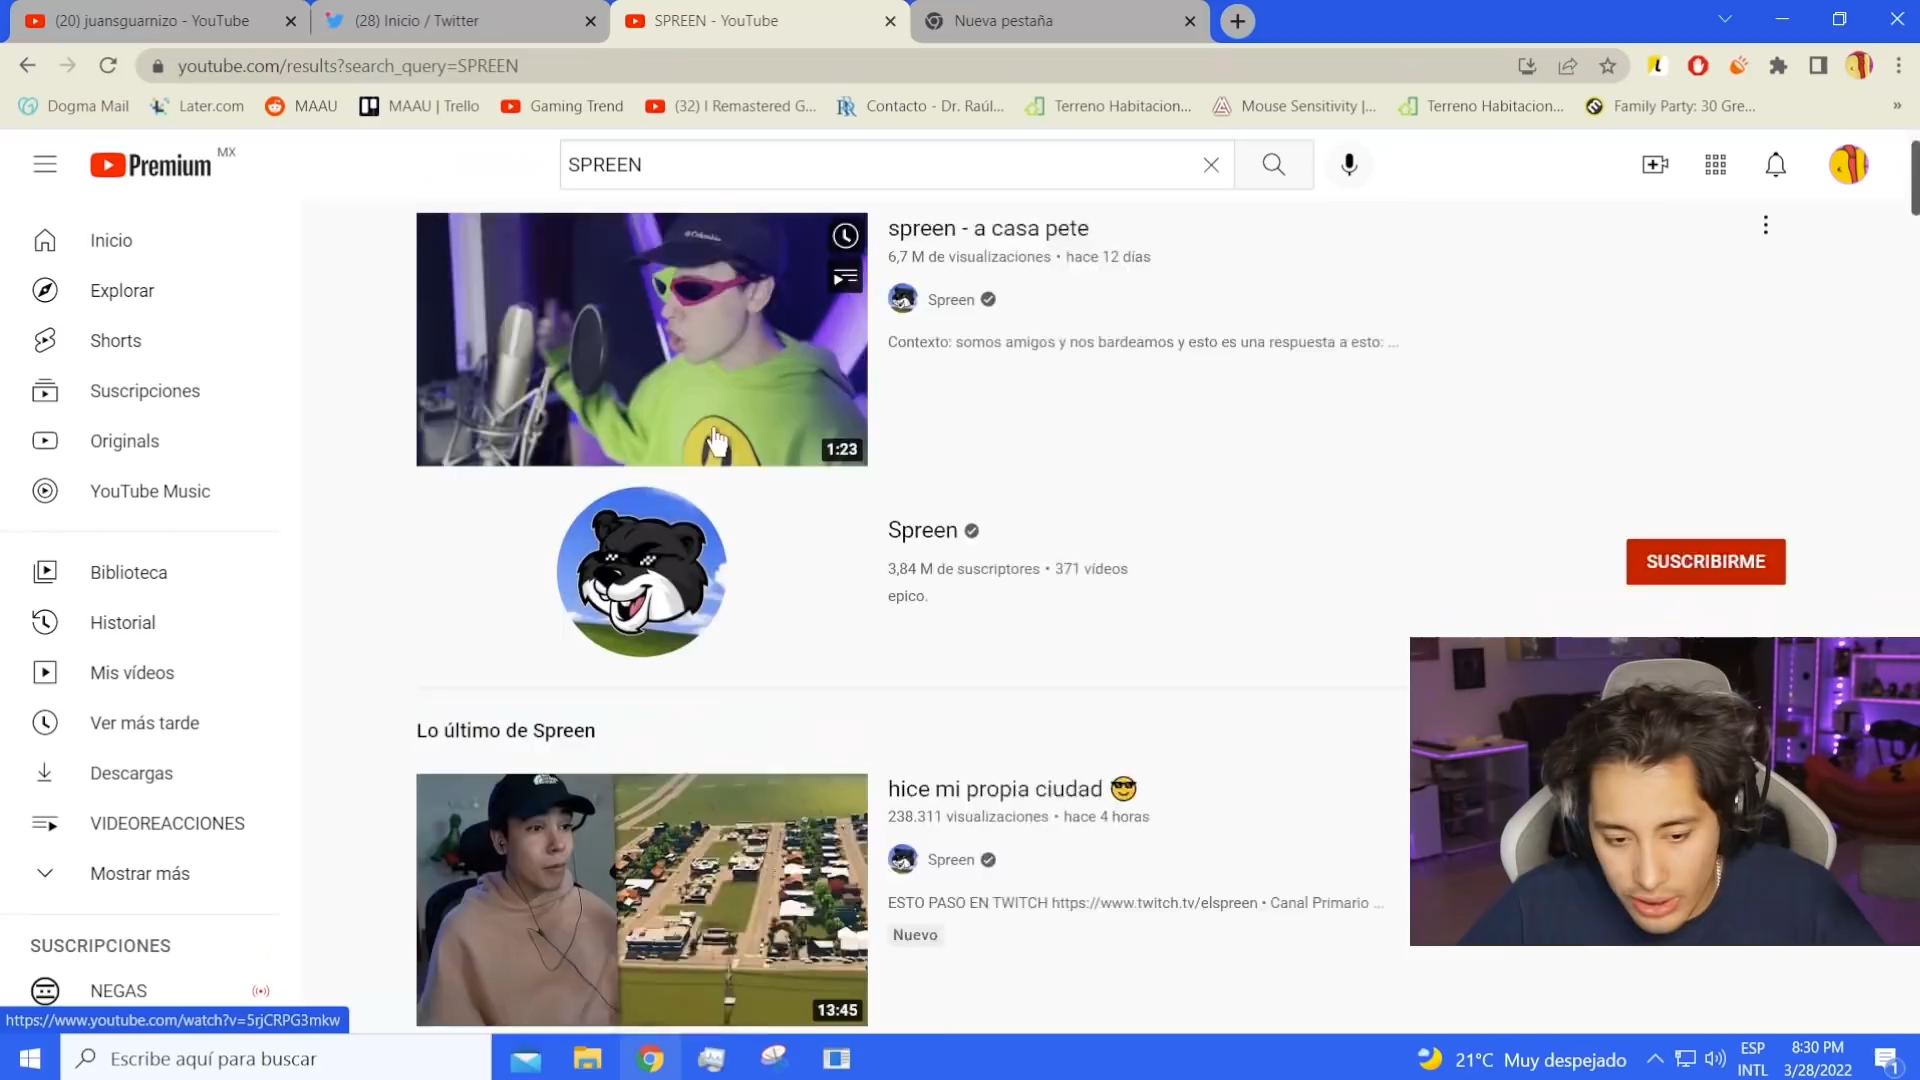 (20) juansguarnizo - YouTube
(28) Inicio / Twitter
SPREEN - YouTube
Nueva pestaña
youtube.com/results?search_query=SPREEN
Dogma Mail
Later.com
MAAU
MAAU | Trello
Gaming Trend
(32) I Remastered G...
Contacto - Dr. Raúl...
Terreno Habitacion...
Mouse Sensitivity |...
Terreno Habitacion...
Family Party: 30 Gre...
»
Premium MX
SPREEN
Inicio
Explorar
Shorts
Suscripciones
Originals
YouTube Music
Biblioteca
Historial
Mis vídeos
Ver más tarde
Descargas
VIDEOREACCIONES
Mostrar más
SUSCRIPCIONES
NEGAS
Columbia
1:23
spreen - a casa pete
6,7 M de visualizaciones • hace 12 días
Spreen
Contexto: somos amigos y nos bardeamos y esto es una respuesta a esto: ...
Spreen
3,84 M de suscriptores • 371 vídeos
epico.
SUSCRIBIRME
Lo último de Spreen
13:45
hice mi propia ciudad 😎
238.311 visualizaciones • hace 4 horas
Spreen
ESTO PASO EN TWITCH https://www.twitch.tv/elspreen • Canal Primario ...
Nuevo
https://www.youtube.com/watch?v=5rjCRPG3mkw
Escribe aquí para buscar
21°C Muy despejado
ESP
INTL
8:30 PM
3/28/2022
1